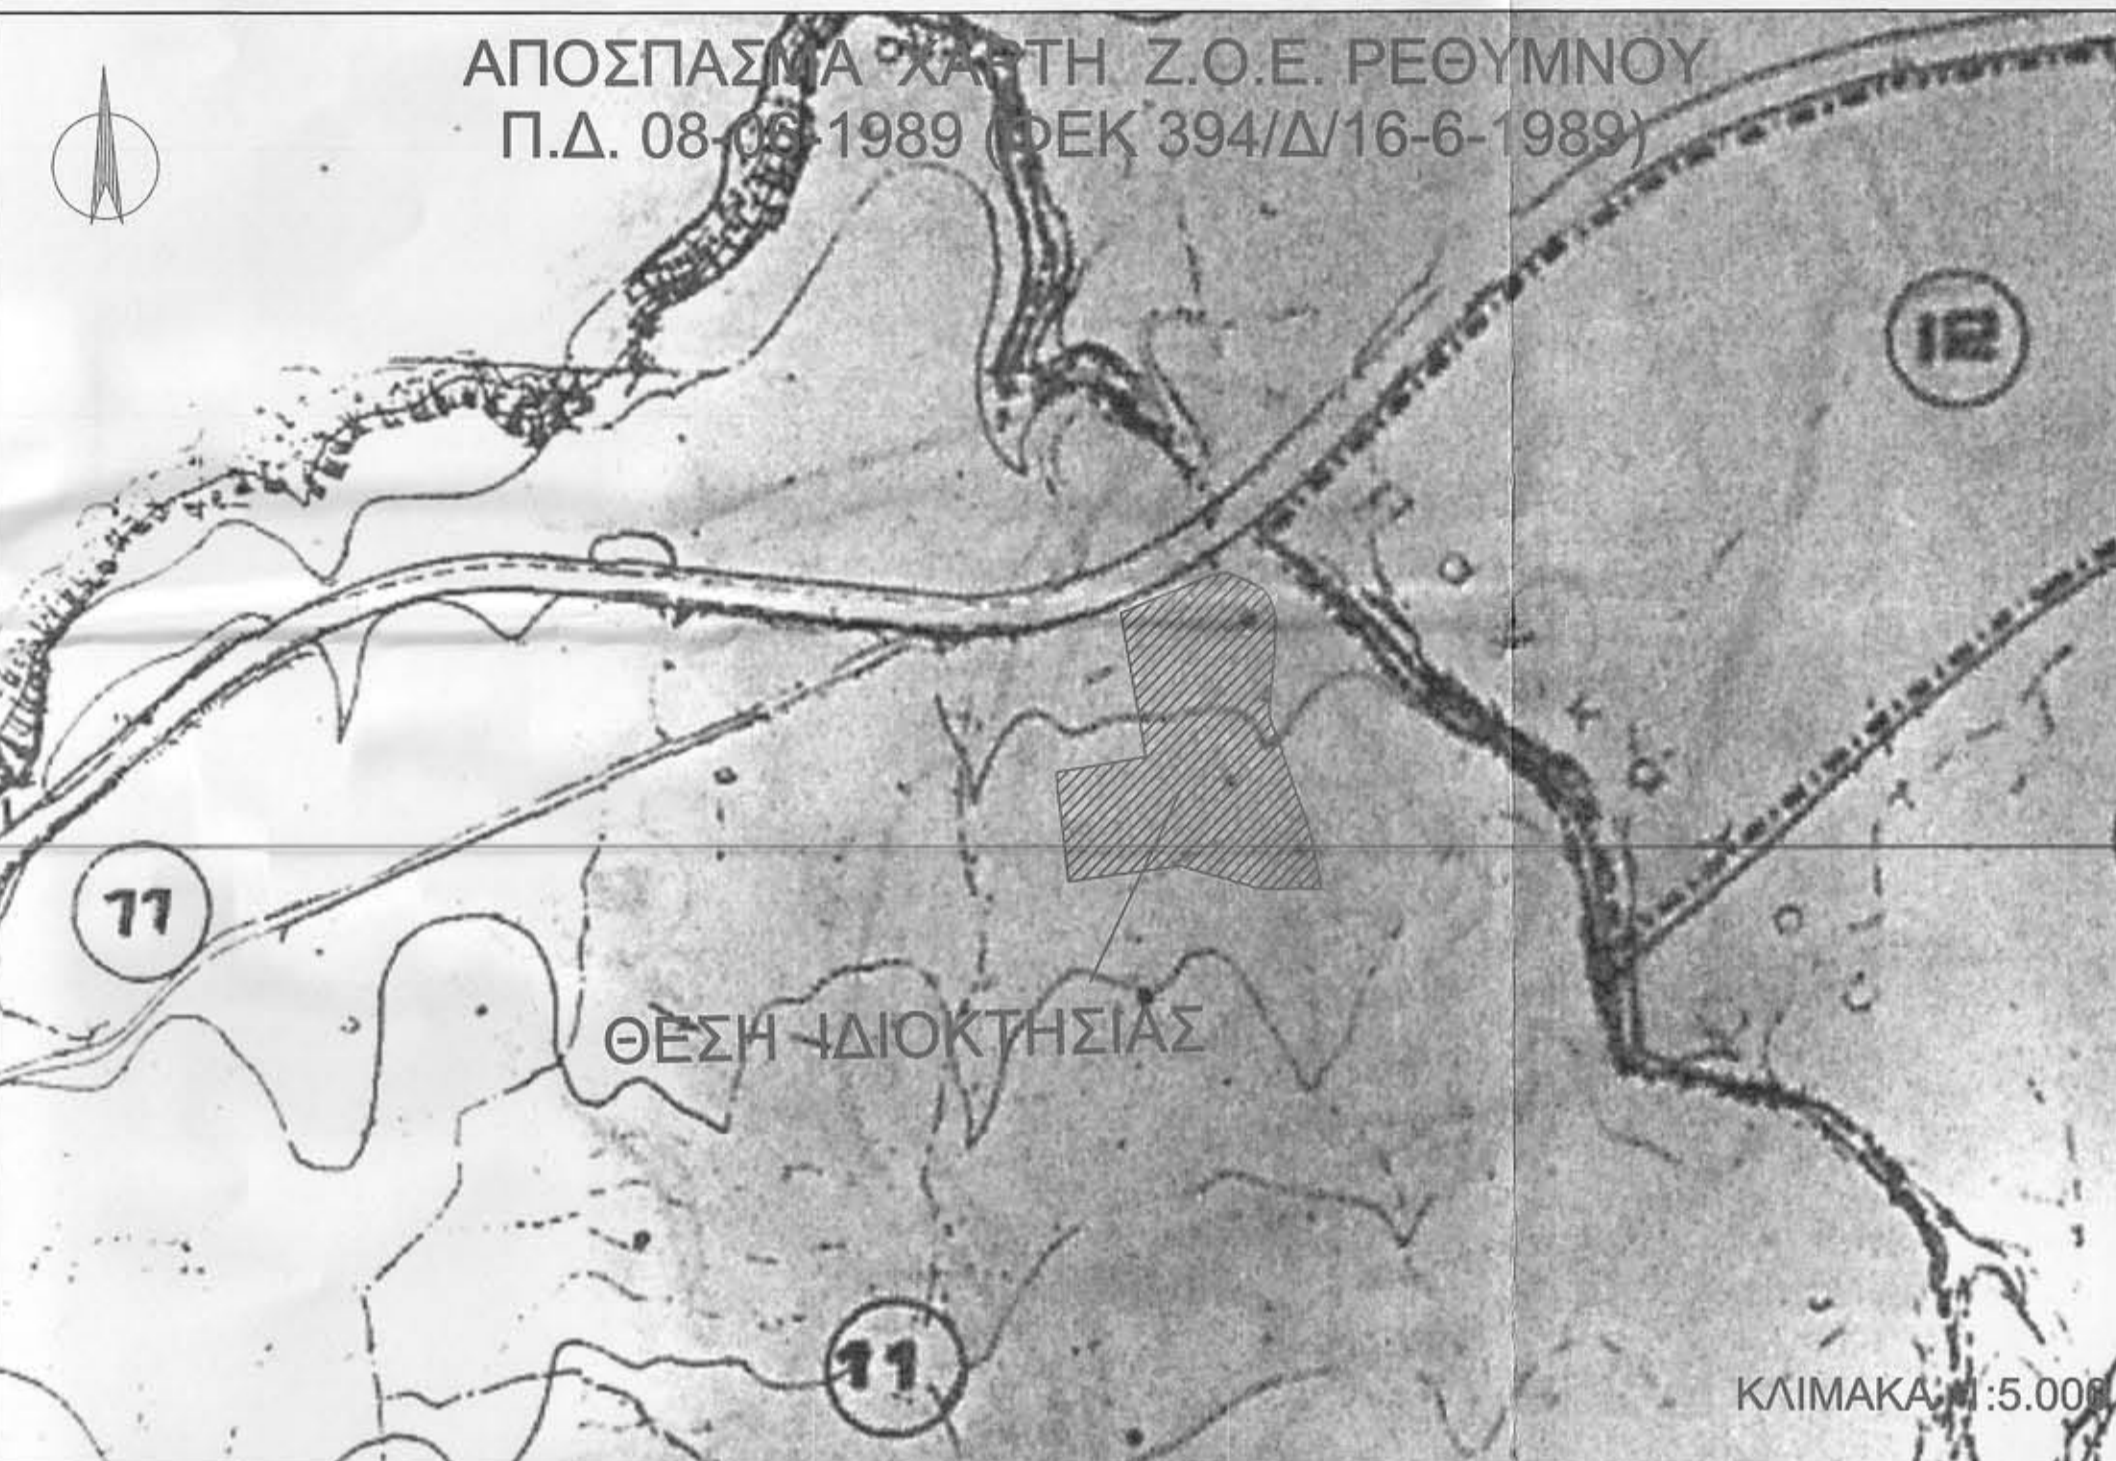 ΑΠΟΣΠΑΣΜΑ ΧΑΡΤΗ Ζ.Ο.Ε. ΡΕΘΥΜΝΟΥ
Π.Δ. 08-06-1989 (ΦΕΚ 394/Δ/16-6-1989)
12
11
ΘΕΣΗ ΙΔΙΟΚΤΗΣΙΑΣ
11
ΚΛΙΜΑΚΑ 1:5.000